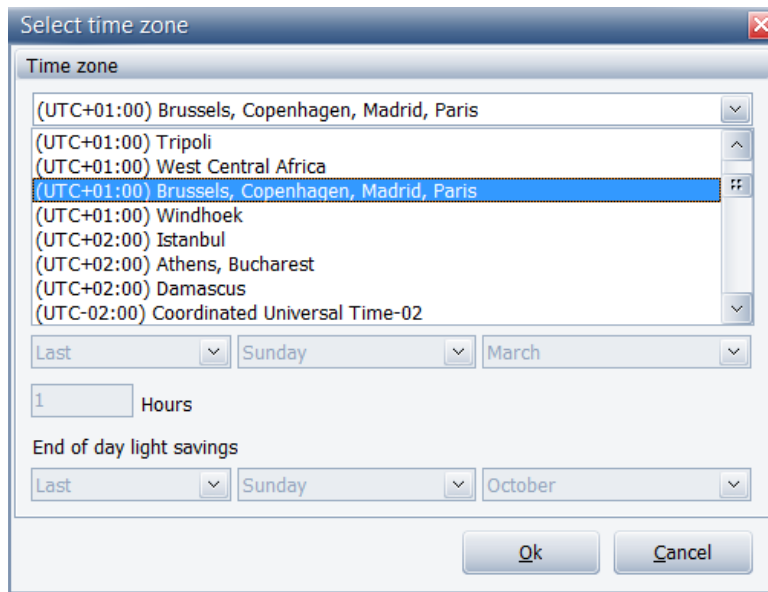 Select time zone
Time zone
(UTC+01:00) Brussels, Copenhagen, Madrid, Paris
(UTC+01:00) Tripoli
(UTC+01:00) West Central Africa
(UTC+01:00) Brussels, Copenhagen, Madrid, Paris
(UTC+01:00) Windhoek
(UTC+02:00) Istanbul
(UTC+02:00) Athens, Bucharest
(UTC+02:00) Damascus
(UTC-02:00) Coordinated Universal Time-02
Last Sunday March
1 Hours
End of day light savings
Last Sunday October
Ok Cancel